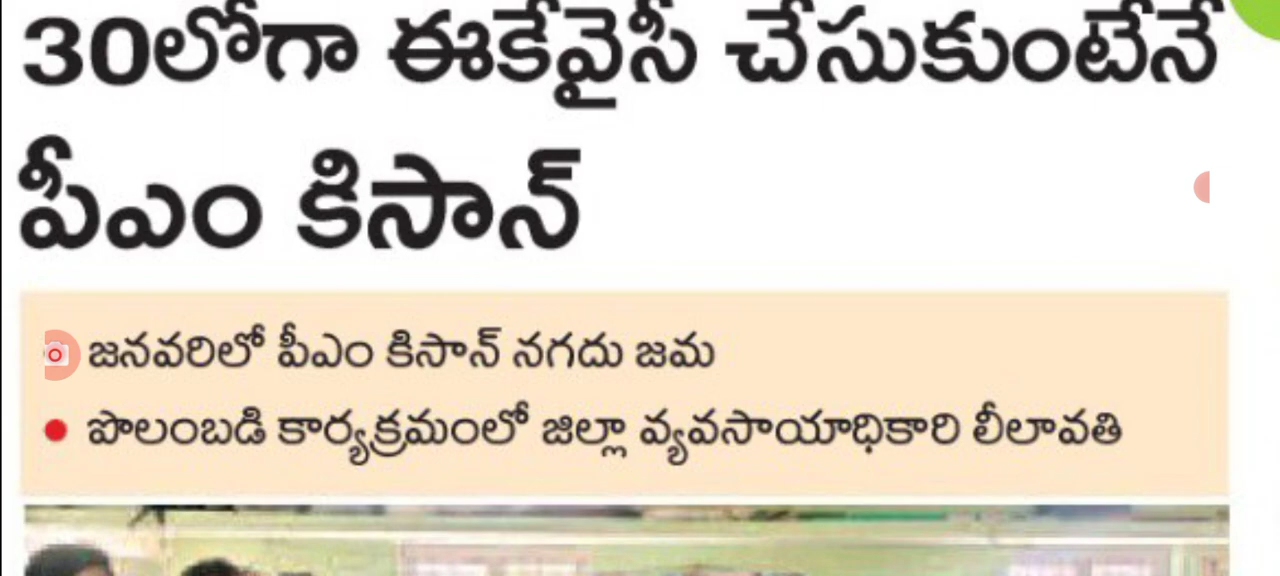 30లోగా ఈకేవైసీ చేసుకుంటేనే
పీఎం కిసాన్
జనవరిలో పీఎం కిసాన్ నగదు జమ
పొలంబడి కార్యక్రమంలో జిల్లా వ్యవసాయాధికారి లీలావతి